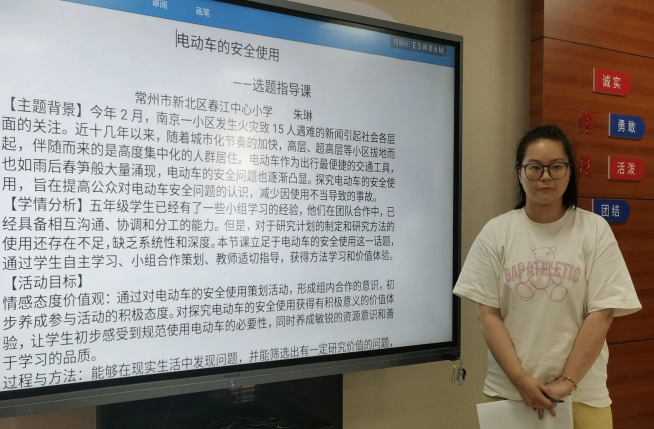 审阅
画笔
传屏码：E5WB6M
电动车的安全使用
——选题指导课
常州市新北区春江中心小学 朱琳
【主题背景】今年2月，南京一小区发生火灾致15人遇难的新闻引起社会各层
面的关注。近十几年以来，随着城市化节奏的加快，高层、超高层等小区拔地而
起，伴随而来的是高度集中化的人群居住。电动车作为出行最便捷的交通工具，
也如雨后春笋般大量涌现，电动车的安全问题也逐渐凸显。探究电动车的安全使
用，旨在提高公众对电动车安全问题的认识，减少因使用不当导致的事故。
【学情分析】五年级学生已经有了一些小组学习的经验，他们在团队合作中，已
经具备相互沟通、协调和分工的能力。但是，对于研究计划的制定和研究方法的
使用还存在不足，缺乏系统性和深度。本节课立足于电动车的安全使用这一话题，
通过学生自主学习、小组合作策划、教师适切指导，获得方法学习和价值体验。
【活动目标】
情感态度价值观：通过对电动车的安全使用策划活动，形成组内合作的意识，初
步养成参与活动的积极态度。对探究电动车的安全使用获得有积极意义的价值体
验，让学生初步感受到规范使用电动车的必要性，同时养成敏锐的资源意识和善
于学习的品质。
过程与方法：能够在现实生活中发现问题，并能筛选出有一定研究价值的问题，
诚实
勇敢
活泼
团结
BAPATHLETIC